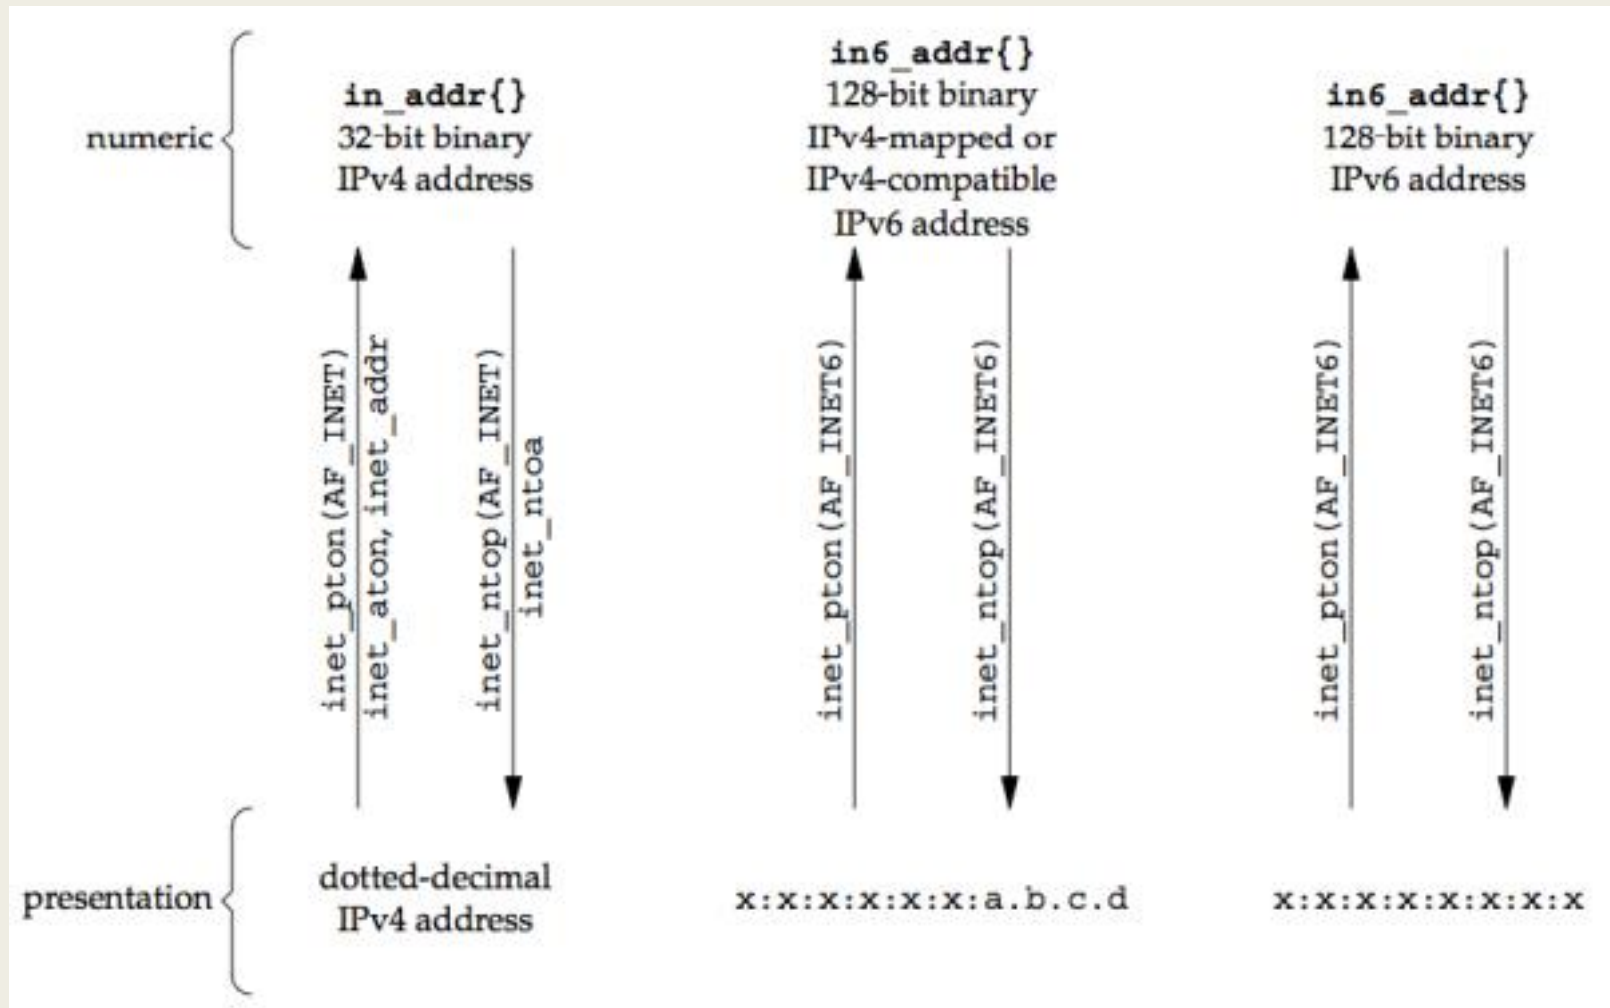 numeric
in_addr{}
32-bit binary
IPv4 address
in6_addr{}
128-bit binary
IPv4-mapped or
IPv4-compatible
IPv6 address
in6_addr{}
128-bit binary
IPv6 address
inet_pton(AF_INET)
inet_aton, inet_addr
inet_ntop(AF_INET)
inet_ntoa
inet_pton(AF_INET6)
inet_ntop(AF_INET6)
inet_pton(AF_INET6)
inet_ntop(AF_INET6)
presentation
dotted-decimal
IPv4 address
x:x:x:x:x:x:a.b.c.d
x:x:x:x:x:x:x:x